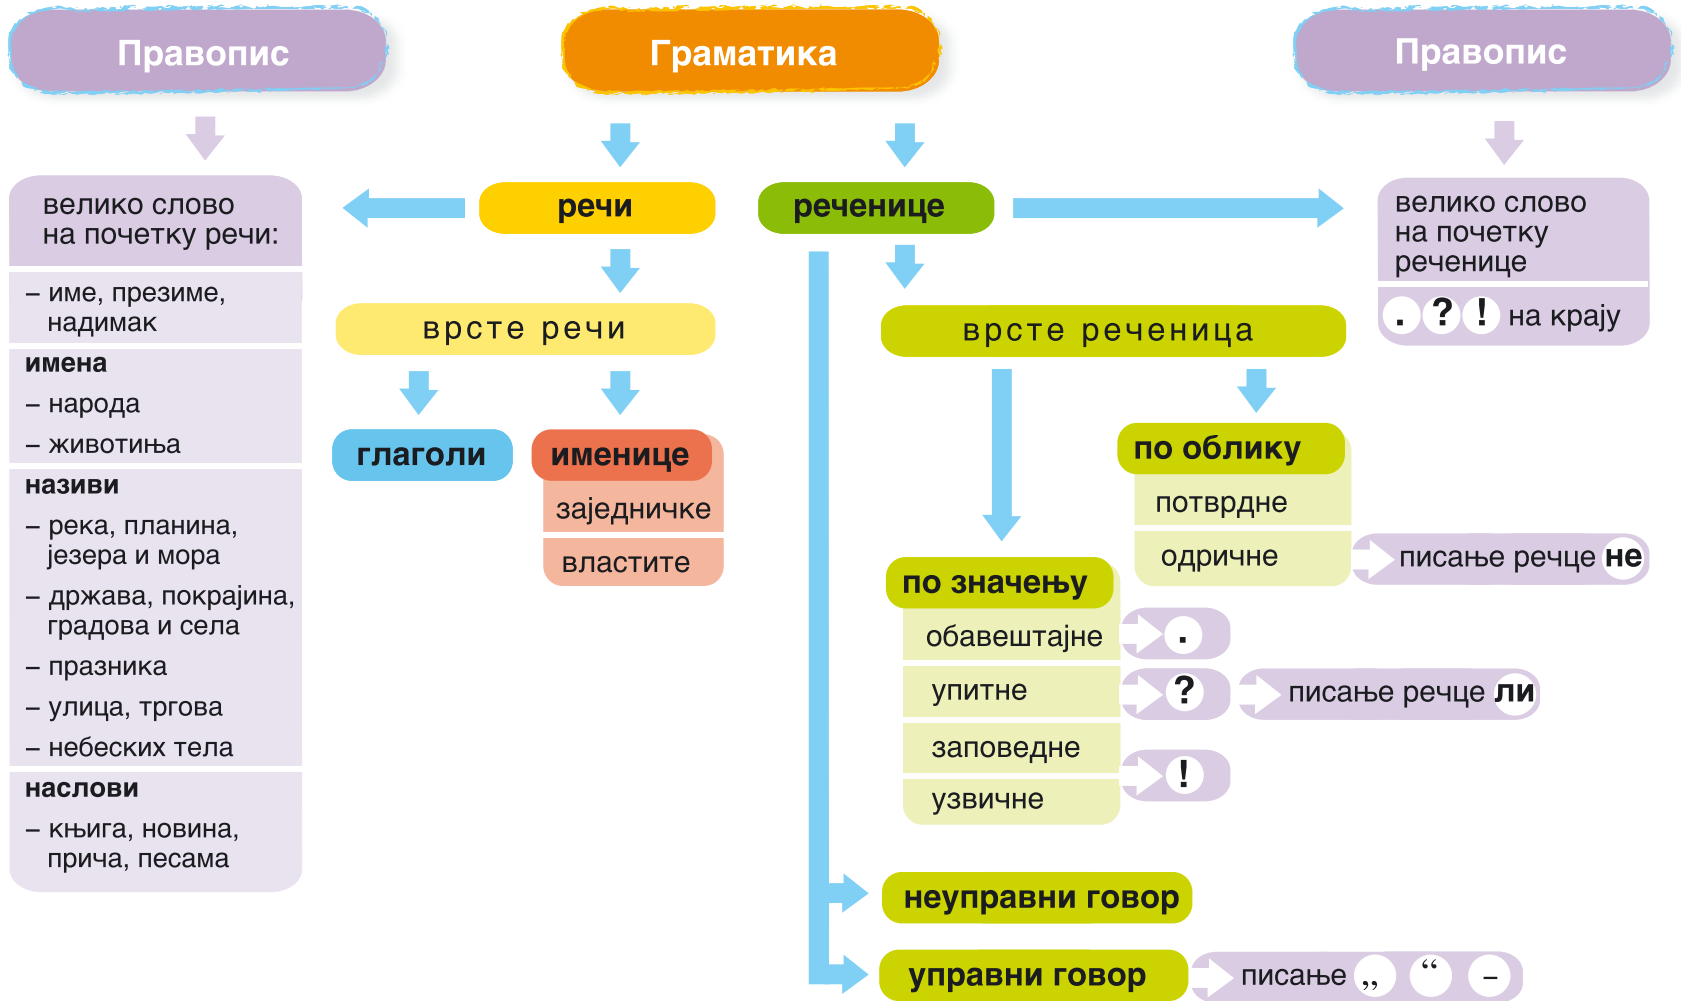 Правопис
велико слово
на почетку речи:
– име, презиме,
надимак
имена
– народа
– животиња
називи
– река, планина,
језера и мора
– држава, покрајина,
градова и села
– празника
– улица, тргова
– небеских тела
наслови
– књига, новина,
прича, песама
Граматика
речи
врсте речи
глаголи
именице
заједничке
властите
реченице
врсте реченица
по облику
потврдне
одричне
писање речце не
по значењу
обавештајне .
упитне ? писање речце ли
заповедне
!
узвичне
неуправни говор
управни говор
писање „ “ –
Правопис
велико слово
на почетку
реченице
. ? ! на крају